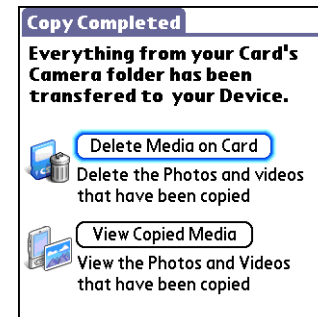 Copy Completed
Everything from your Card's
Camera folder has been
transfered to your Device.
Delete Media on Card
Delete the Photos and videos
that have been copied
View Copied Media
View the Photos and Videos
that have been copied